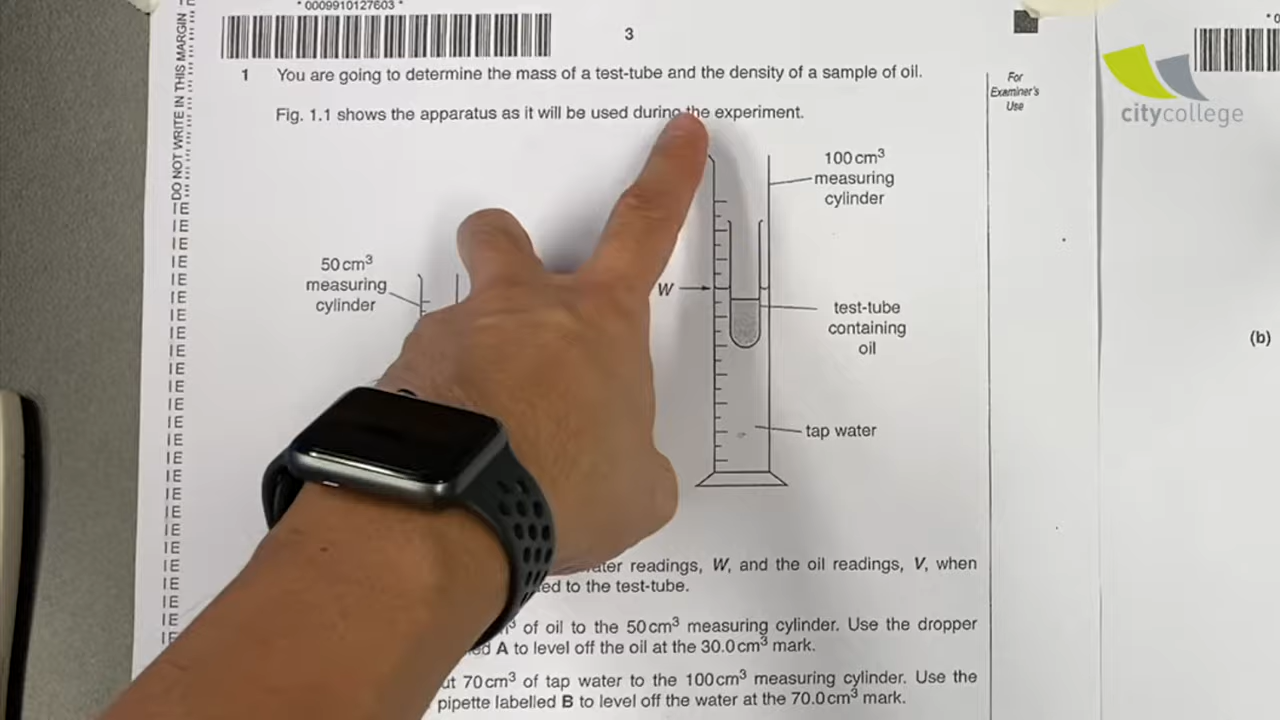 * 0009910127603 *
3
DO NOT WRITE IN THIS MARGIN
1 You are going to determine the mass of a test-tube and the density of a sample of oil.
Fig. 1.1 shows the apparatus as it will be used during the experiment.
For
Examiner's
Use
citycollege
100 cm³
measuring
cylinder
50 cm³
measuring
cylinder
W
test-tube
containing
oil
(b)
tap water
readings, W, and the oil readings, V, when
to the test-tube.
of oil to the 50 cm³ measuring cylinder. Use the dropper
A to level off the oil at the 30.0 cm³ mark.
70 cm³ of tap water to the 100 cm³ measuring cylinder. Use the
pipette labelled B to level off the water at the 70.0 cm³ mark.